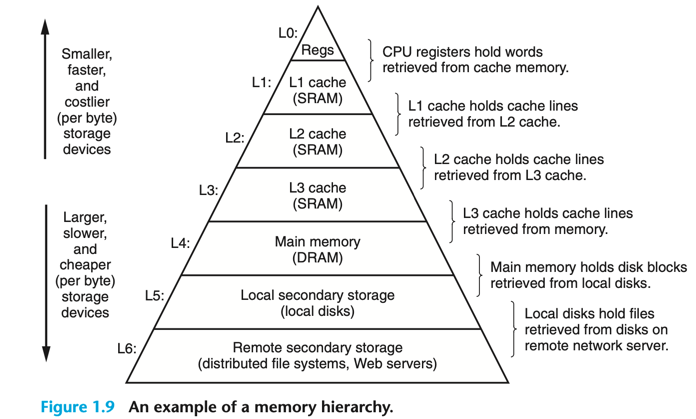 L0:
Regs
CPU registers hold words
retrieved from cache memory.
Smaller,
faster,
and
costlier
(per byte)
storage
devices
L1:
L1 cache
(SRAM)
L1 cache holds cache lines
retrieved from L2 cache.
L2:
L2 cache
(SRAM)
L2 cache holds cache lines
retrieved from L3 cache.
L3:
L3 cache
(SRAM)
L3 cache holds cache lines
retrieved from memory.
Larger,
slower,
and
cheaper
(per byte)
storage
devices
L4:
Main memory
(DRAM)
Main memory holds disk blocks
retrieved from local disks.
L5:
Local secondary storage
(local disks)
Local disks hold files
retrieved from disks on
remote network server.
L6:
Remote secondary storage
(distributed file systems, Web servers)
Figure 1.9 An example of a memory hierarchy.